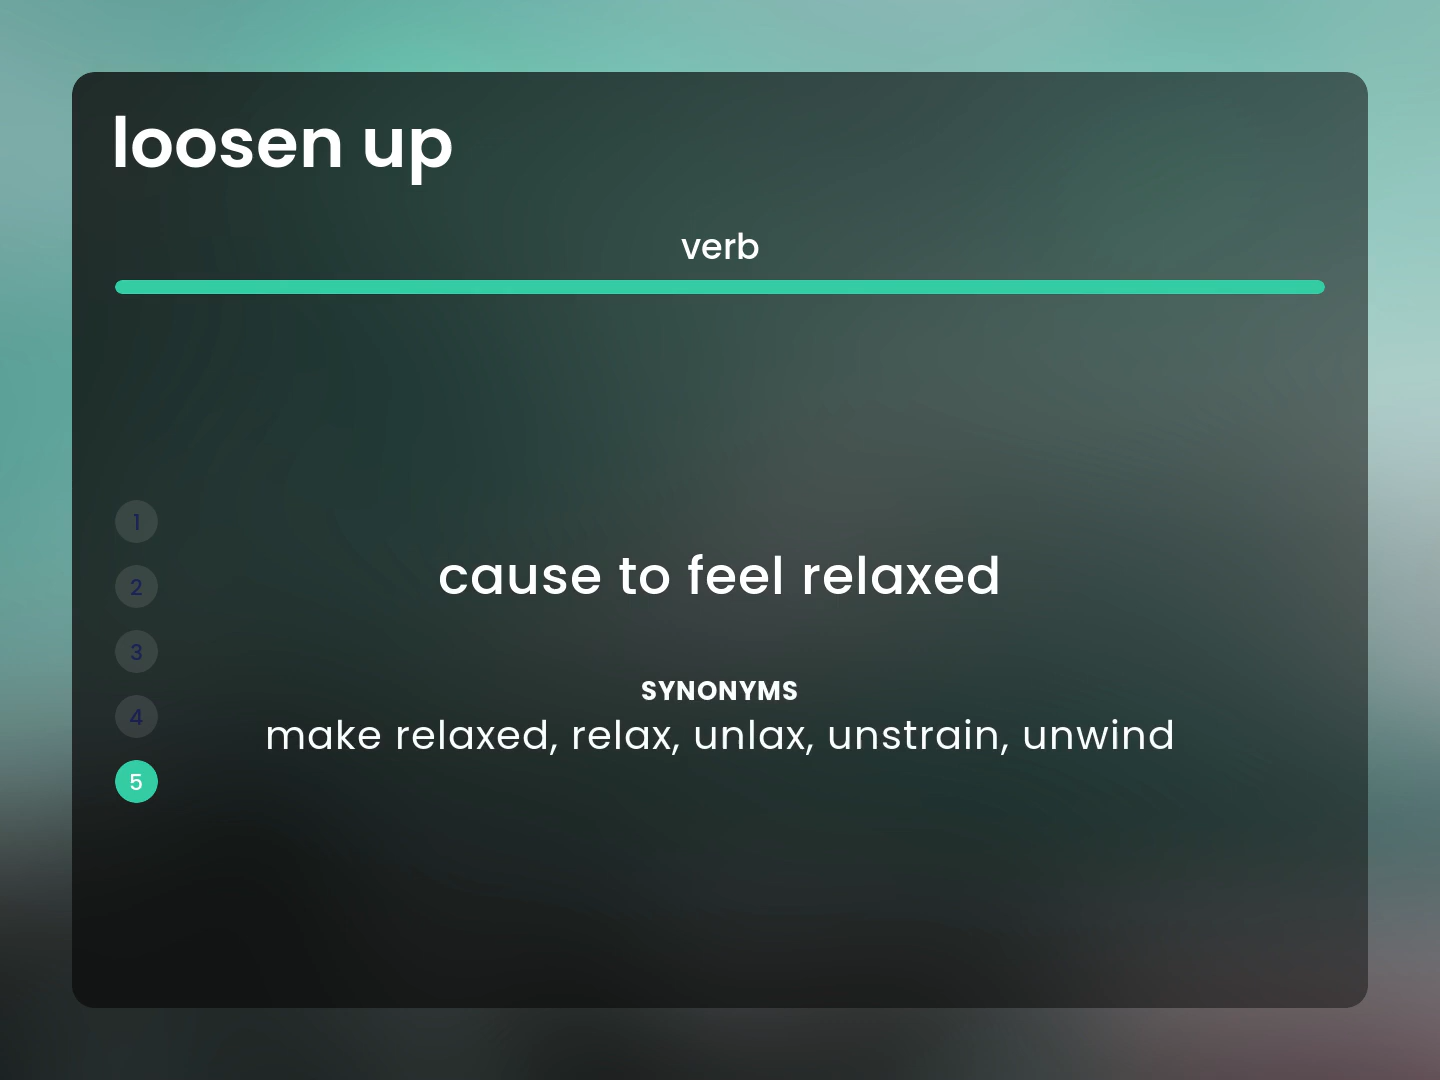 loosen up
verb
1
2
3
4
5
cause to feel relaxed
SYNONYMS
make relaxed, relax, unlax, unstrain, unwind